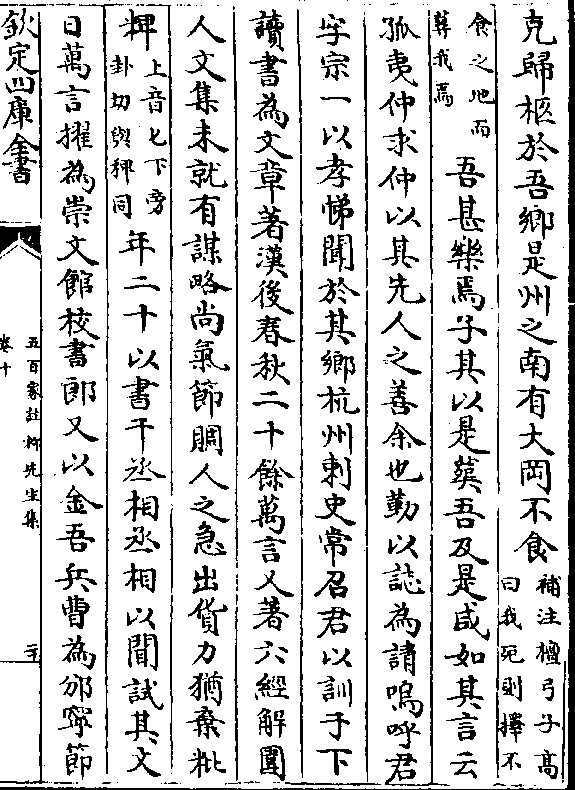 克歸柩於吾鄉是州之南有大岡不食補注檀弓子高曰我死則擇不
食之地而葬我焉吾甚樂焉子其以是葬吾及是咸如其言云
孤夷仲求仲以其先人之善余也勤以誌為請嗚呼君
字宗一以孝悌聞於其鄉杭州刺史常召君以訓于下
讀書為文章著漢後春秋二十餘萬言又著六經解圍
人文集未就有謀略尚氣節賙人之急出貨力猶棄粃
粺上音匕下旁卦切與稗同年二十以書干丞相丞相以聞試其文
日萬言擢為崇文館校書郎又以金吾兵曹為邠寧節
欽定四庫全書
五百家註柳先生集
卷十
二十